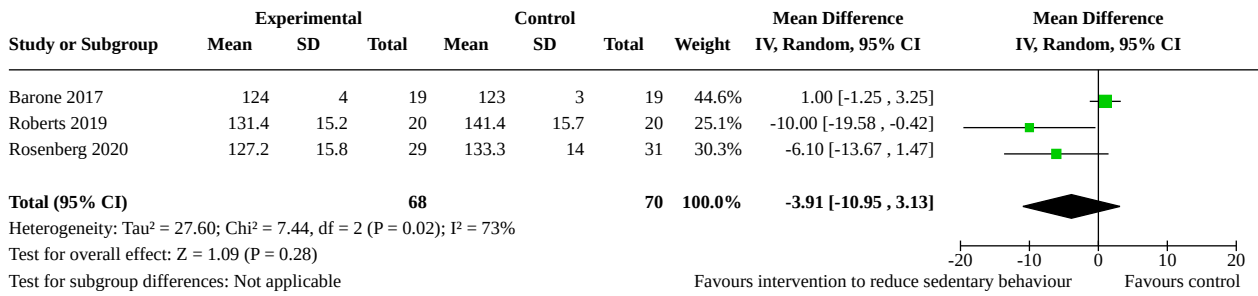 Experimental Control Mean Difference Mean Difference
Study or Subgroup Mean SD Total Mean SD Total Weight IV, Random, 95% CI IV, Random, 95% CI
Barone 2017 124 4 19 123 3 19 44.6% 1.00 [-1.25 , 3.25]
Roberts 2019 131.4 15.2 20 141.4 15.7 20 25.1% -10.00 [-19.58 , -0.42]
Rosenberg 2020 127.2 15.8 29 133.3 14 31 30.3% -6.10 [-13.67 , 1.47]
Total (95% CI) 68 70 100.0% -3.91 [-10.95 , 3.13]
Heterogeneity: Tau² = 27.60; Chi² = 7.44, df = 2 (P = 0.02); I² = 73%
Test for overall effect: Z = 1.09 (P = 0.28) -20 -10 0 10 20
Test for subgroup differences: Not applicable Favours intervention to reduce sedentary behaviour Favours control